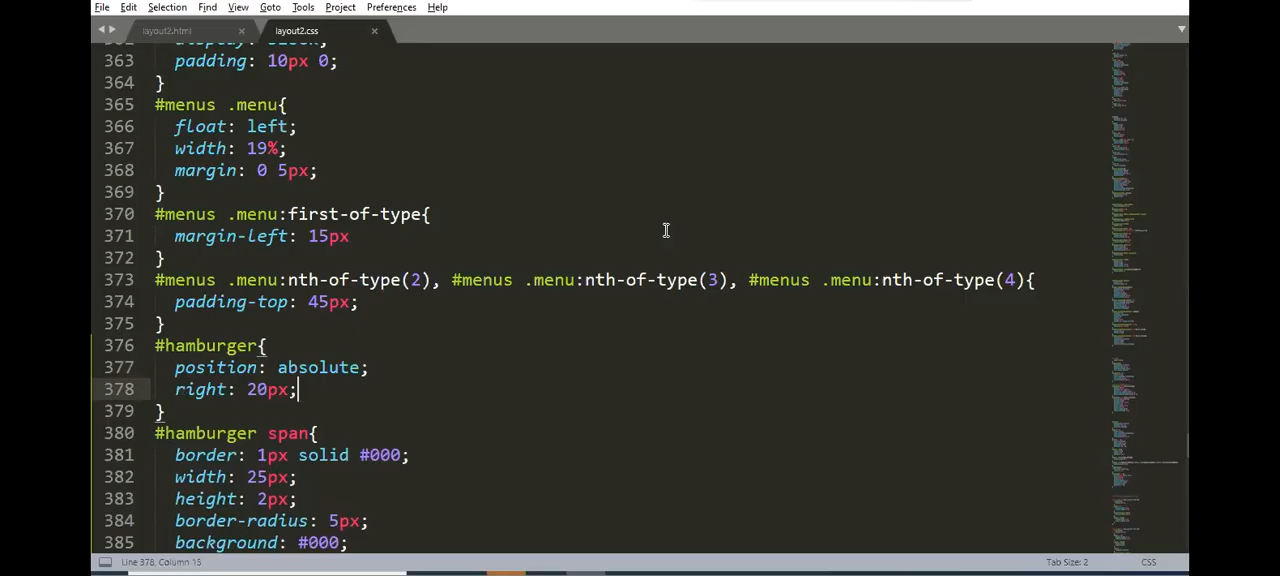 File Edit Selection Find View Goto Tools Project Preferences Help
layout2.html × layout2.css ×
363 padding: 10px 0;
364 }
365 #menus .menu{
366 float: left;
367 width: 19%;
368 margin: 0 5px;
369 }
370 #menus .menu:first-of-type{
371 margin-left: 15px
372 }
373 #menus .menu:nth-of-type(2), #menus .menu:nth-of-type(3), #menus .menu:nth-of-type(4){
374 padding-top: 45px;
375 }
376 #hamburger{
377 position: absolute;
378 right: 20px;
379 }
380 #hamburger span{
381 border: 1px solid #000;
382 width: 25px;
383 height: 2px;
384 border-radius: 5px;
385 background: #000;
Line 378, Column 15 Tab Size: 2 CSS